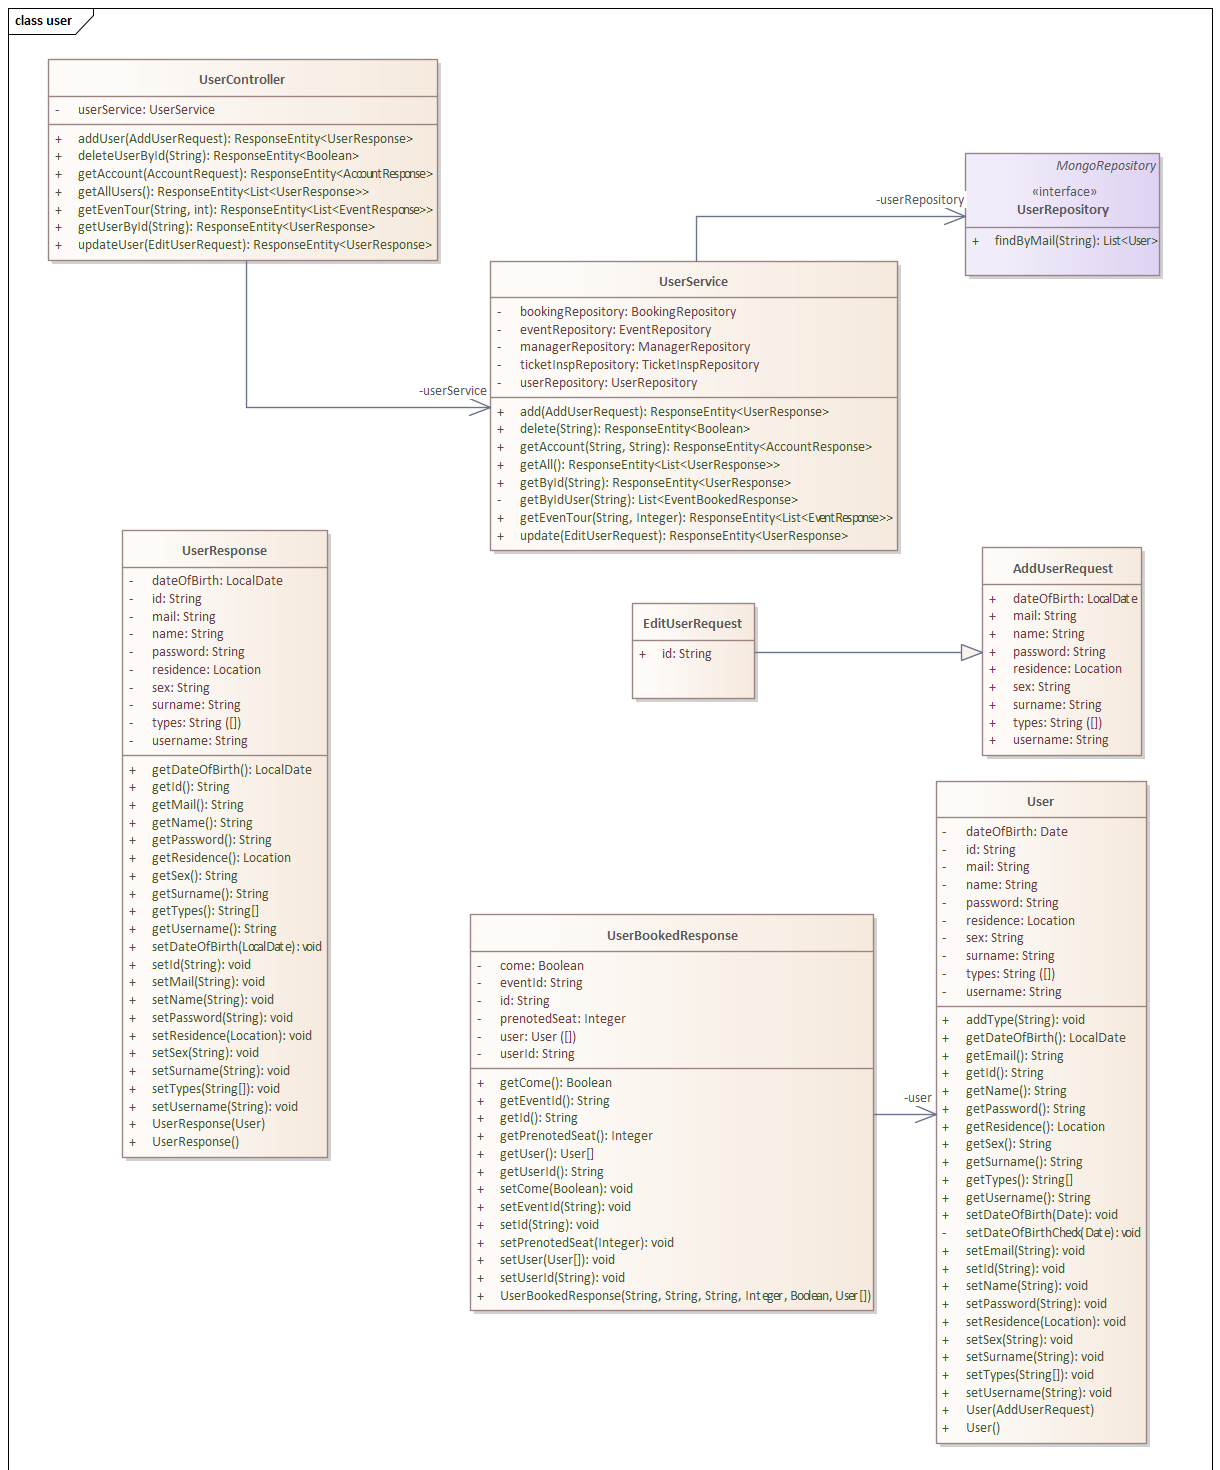 class user
UserController
- userService: UserService
+ addUser(AddUserRequest): ResponseEntity<UserResponse>
+ deleteUserById(String): ResponseEntity<Boolean>
+ getAccount(AccountRequest): ResponseEntity<AccountResponse>
+ getAllUsers(): ResponseEntity<List<UserResponse>>
+ getEvenTour(String, int): ResponseEntity<List<EventResponse>>
+ getUserById(String): ResponseEntity<UserResponse>
+ updateUser(EditUserRequest): ResponseEntity<UserResponse>
-userRepository
MongoRepository
«interface»
UserRepository
+ findByMail(String): List<User>
-userService
UserService
- bookingRepository: BookingRepository
- eventRepository: EventRepository
- managerRepository: ManagerRepository
- ticketInspRepository: TicketInspRepository
- userRepository: UserRepository
+ add(AddUserRequest): ResponseEntity<UserResponse>
+ delete(String): ResponseEntity<Boolean>
+ getAccount(String, String): ResponseEntity<AccountResponse>
+ getAll(): ResponseEntity<List<UserResponse>>
+ getById(String): ResponseEntity<UserResponse>
- getByIdUser(String): List<EventBookedResponse>
+ getEvenTour(String, Integer): ResponseEntity<List<EventResponse>>
+ update(EditUserRequest): ResponseEntity<UserResponse>
UserResponse
- dateOfBirth: LocalDate
- id: String
- mail: String
- name: String
- password: String
- residence: Location
- sex: String
- surname: String
- types: String ([])
- username: String
+ getDateOfBirth(): LocalDate
+ getId(): String
+ getMail(): String
+ getName(): String
+ getPassword(): String
+ getResidence(): Location
+ getSex(): String
+ getSurname(): String
+ getTypes(): String[]
+ getUsername(): String
+ setDateOfBirth(LocalDate): void
+ setId(String): void
+ setMail(String): void
+ setName(String): void
+ setPassword(String): void
+ setResidence(Location): void
+ setSex(String): void
+ setSurname(String): void
+ setTypes(String[]): void
+ setUsername(String): void
+ UserResponse(User)
+ UserResponse()
EditUserRequest
+ id: String
AddUserRequest
+ dateOfBirth: LocalDate
+ mail: String
+ name: String
+ password: String
+ residence: Location
+ sex: String
+ surname: String
+ types: String ([])
+ username: String
UserBookedResponse
- come: Boolean
- eventId: String
- id: String
- prenotedSeat: Integer
- user: User ([])
- userId: String
+ getCome(): Boolean
+ getEventId(): String
+ getId(): String
+ getPrenotedSeat(): Integer
+ getUser(): User[]
+ getUserId(): String
+ setCome(Boolean): void
+ setEventId(String): void
+ setId(String): void
+ setPrenotedSeat(Integer): void
+ setUser(User[]): void
+ setUserId(String): void
+ UserBookedResponse(String, String, String, Integer, Boolean, User[])
-user
User
- dateOfBirth: Date
- id: String
- mail: String
- name: String
- password: String
- residence: Location
- sex: String
- surname: String
- types: String ([])
- username: String
+ addType(String): void
+ getDateOfBirth(): LocalDate
+ getEmail(): String
+ getId(): String
+ getName(): String
+ getPassword(): String
+ getResidence(): Location
+ getSex(): String
+ getSurname(): String
+ getTypes(): String[]
+ getUsername(): String
+ setDateOfBirth(Date): void
- setDateOfBirthCheck(Date): void
+ setEmail(String): void
+ setId(String): void
+ setName(String): void
+ setPassword(String): void
+ setResidence(Location): void
+ setSex(String): void
+ setSurname(String): void
+ setTypes(String[]): void
+ setUsername(String): void
+ User(AddUserRequest)
+ User()